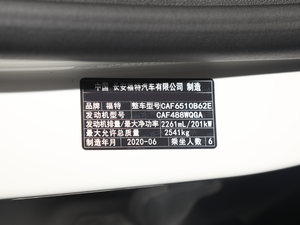 中国 长安福特汽车有限公司 制造
品牌 福特 整车型号CAF6510B62E
发动机型号 CAF488WQGA
发动机排量/最大净功率 2261mL/201kW
最大允许总质量 2541kg
制造年月 2020-06 乘坐人数 6